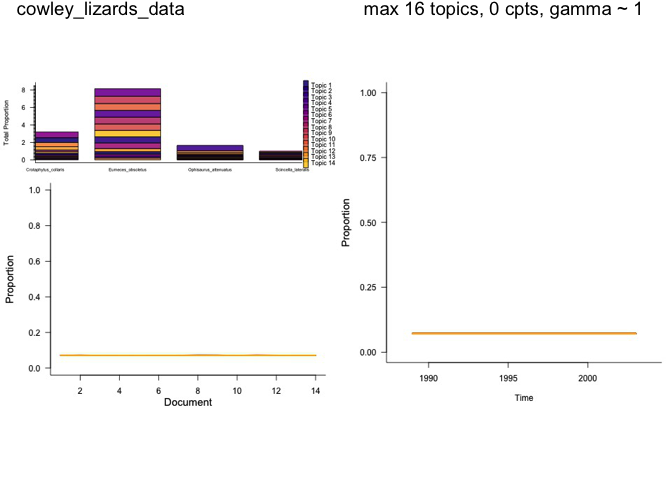 cowley_lizards_data
max 16 topics, 0 cpts, gamma ~ 1
Total Proportion
8
6
4
2
0
Crotaphytus_collaris
Eumeces_obsoletus
Ophisaurus_attenuatus
Scincella_lateralis
Topic 1
Topic 2
Topic 3
Topic 4
Topic 5
Topic 6
Topic 7
Topic 8
Topic 9
Topic 10
Topic 11
Topic 12
Topic 13
Topic 14
Proportion
1.0
0.8
0.6
0.4
0.2
0.0
2 4 6 8 10 12 14
Document
Proportion
1.00
0.75
0.50
0.25
0.00
1990 1995 2000
Time